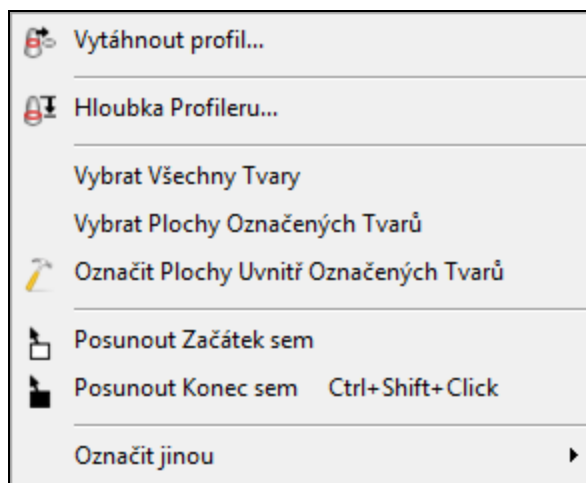 Vytáhnout profil...
Hloubka Profileru...
Vybrat Všechny Tvary
Vybrat Plochy Označených Tvarů
Označit Plochy Uvnitř Označených Tvarů
Posunout Začátek sem
Posunout Konec sem Ctrl+Shift+Click
Označit jinou